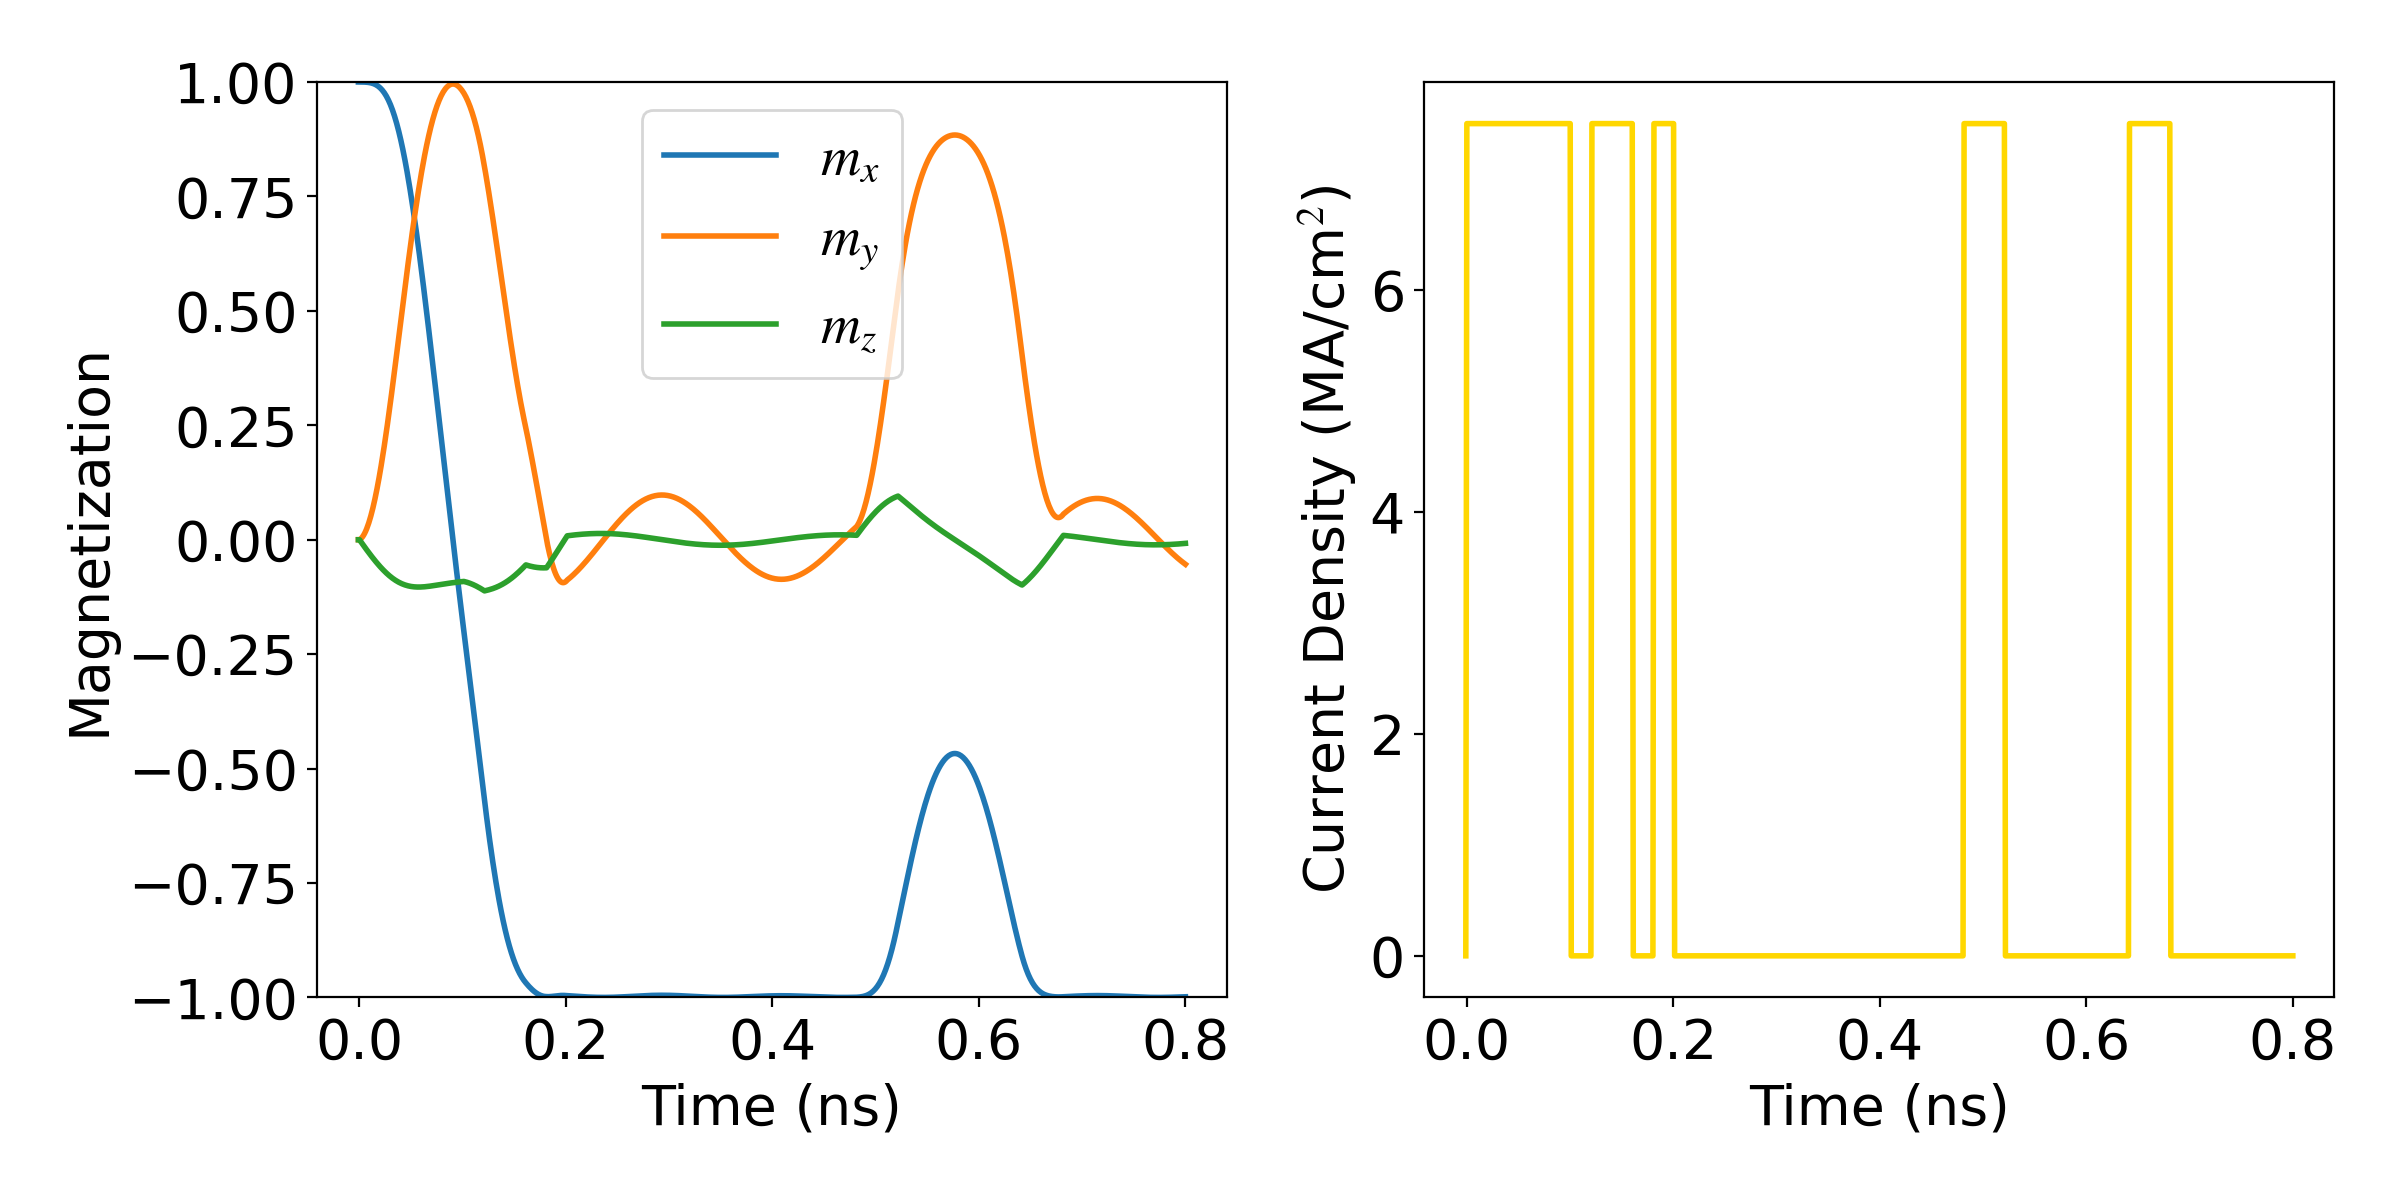 1.00
0.75
0.50
0.25
0.00
−0.25
−0.50
−0.75
−1.00
Magnetization
0.0 0.2 0.4 0.6 0.8
Time (ns)
m_x
m_y
m_z
6
4
2
0
Current Density (MA/cm²)
0.0 0.2 0.4 0.6 0.8
Time (ns)